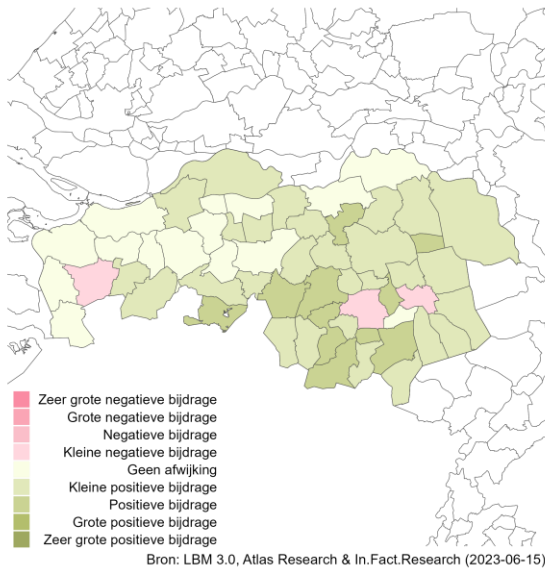 Zeer grote negatieve bijdrage
Grote negatieve bijdrage
Negatieve bijdrage
Kleine negatieve bijdrage
Geen afwijking
Kleine positieve bijdrage
Positieve bijdrage
Grote positieve bijdrage
Zeer grote positieve bijdrage
Bron: LBM 3.0, Atlas Research & In.Fact.Research (2023-06-15)